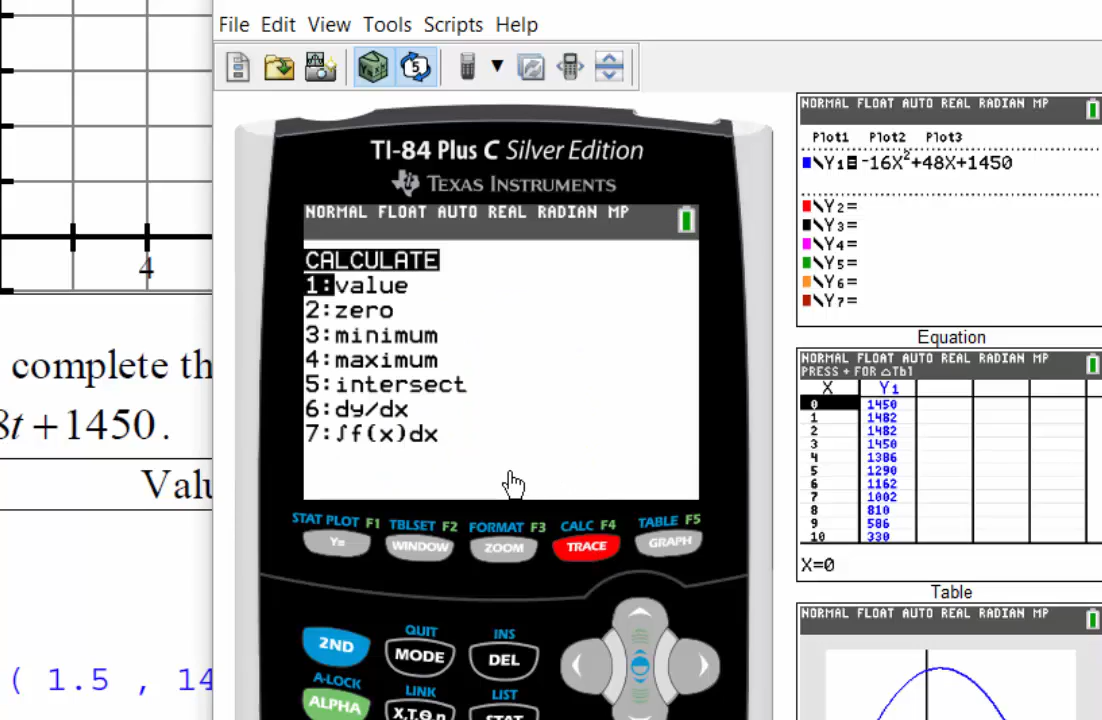 File Edit View Tools Scripts Help
5
TI-84 Plus C Silver Edition
TEXAS INSTRUMENTS
NORMAL FLOAT AUTO REAL RADIAN MP
CALCULATE
1:value
2:zero
3:minimum
4:maximum
5:intersect
6:dy/dx
7:∫f(x)dx
STAT PLOT F1 TBLSET F2 FORMAT F3 CALC F4 TABLE F5
Y= WINDOW ZOOM TRACE GRAPH
QUIT INS
2ND MODE DEL
A-LOCK LINK LIST
ALPHA X,T,Θ,n STAT
4
complete th
8t + 1450.
Valu
( 1.5 , 14
NORMAL FLOAT AUTO REAL RADIAN MP
Plot1 Plot2 Plot3
\Y1=-16X²+48X+1450
\Y2=
\Y3=
\Y4=
\Y5=
\Y6=
\Y7=
Equation
NORMAL FLOAT AUTO REAL RADIAN MP
PRESS + FOR △Tbl
X Y1
0 1450
1 1482
2 1482
3 1450
4 1386
5 1290
6 1162
7 1002
8 810
9 586
10 330
X=0
Table
NORMAL FLOAT AUTO REAL RADIAN MP